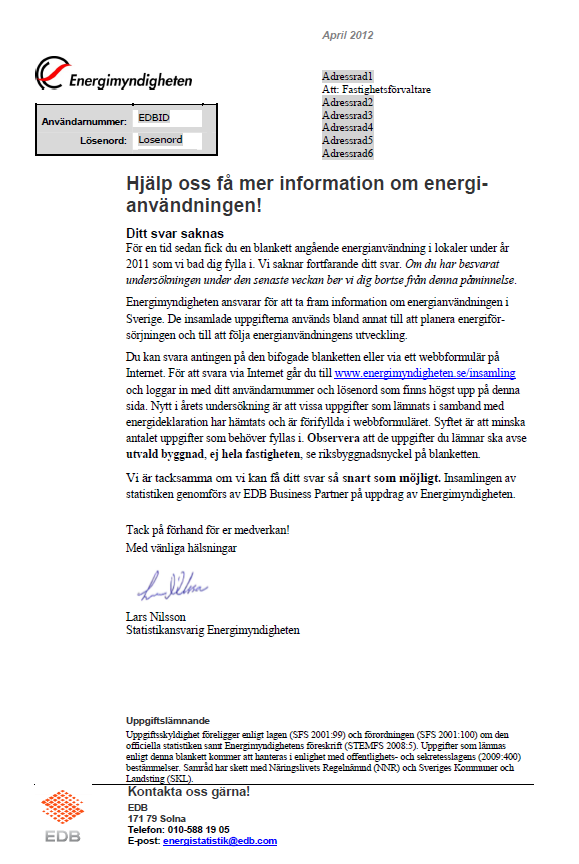 April 2012
Energimyndigheten
Användarnummer: EDBID
Lösenord: Losenord
Adressrad1
Att: Fastighetsförvaltare
Adressrad2
Adressrad3
Adressrad4
Adressrad5
Adressrad6
Hjälp oss få mer information om energi-
användningen!
Ditt svar saknas
För en tid sedan fick du en blankett angående energianvändning i lokaler under år
2011 som vi bad dig fylla i. Vi saknar fortfarande ditt svar. Om du har besvarat
undersökningen under den senaste veckan ber vi dig bortse från denna påminnelse.
Energimyndigheten ansvarar för att ta fram information om energianvändningen i
Sverige. De insamlade uppgifterna används bland annat till att planera energiför-
sörjningen och till att följa energianvändningens utveckling.
Du kan svara antingen på den bifogade blanketten eller via ett webbformulär på
Internet. För att svara via Internet går du till www.energimyndigheten.se/insamling
och loggar in med ditt användarnummer och lösenord som finns högst upp på denna
sida. Nytt i årets undersökning är att vissa uppgifter som lämnats i samband med
energideklaration har hämtats och är förifyllda i webbformuläret. Syftet är att minska
antalet uppgifter som behöver fyllas i. Observera att de uppgifter du lämnar ska avse
utvald byggnad, ej hela fastigheten, se riksbyggnadsnyckel på blanketten.
Vi är tacksamma om vi kan få ditt svar så snart som möjligt. Insamlingen av
statistiken genomförs av EDB Business Partner på uppdrag av Energimyndigheten.
Tack på förhand för er medverkan!
Med vänliga hälsningar
Lars Nilsson
Statistikansvarig Energimyndigheten
Uppgiftslämnande
Uppgiftsskyldighet föreligger enligt lagen (SFS 2001:99) och förordningen (SFS 2001:100) om den
officiella statistiken samt Energimyndighetens föreskrift (STEMFS 2008:5). Uppgifter som lämnas
enligt denna blankett kommer att hanteras i enlighet med offentlighets- och sekretesslagens (2009:400)
bestämmelser. Samråd har skett med Näringslivets Regelnämnd (NNR) och Sveriges Kommuner och
Landsting (SKL).
Kontakta oss gärna!
EDB
171 79 Solna
Telefon: 010-588 19 05
E-post: energistatistik@edb.com
EDB